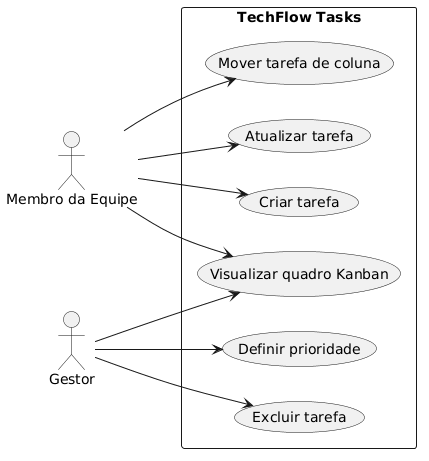 TechFlow Tasks
Mover tarefa de coluna
Atualizar tarefa
Membro da Equipe
Criar tarefa
Visualizar quadro Kanban
Definir prioridade
Gestor
Excluir tarefa